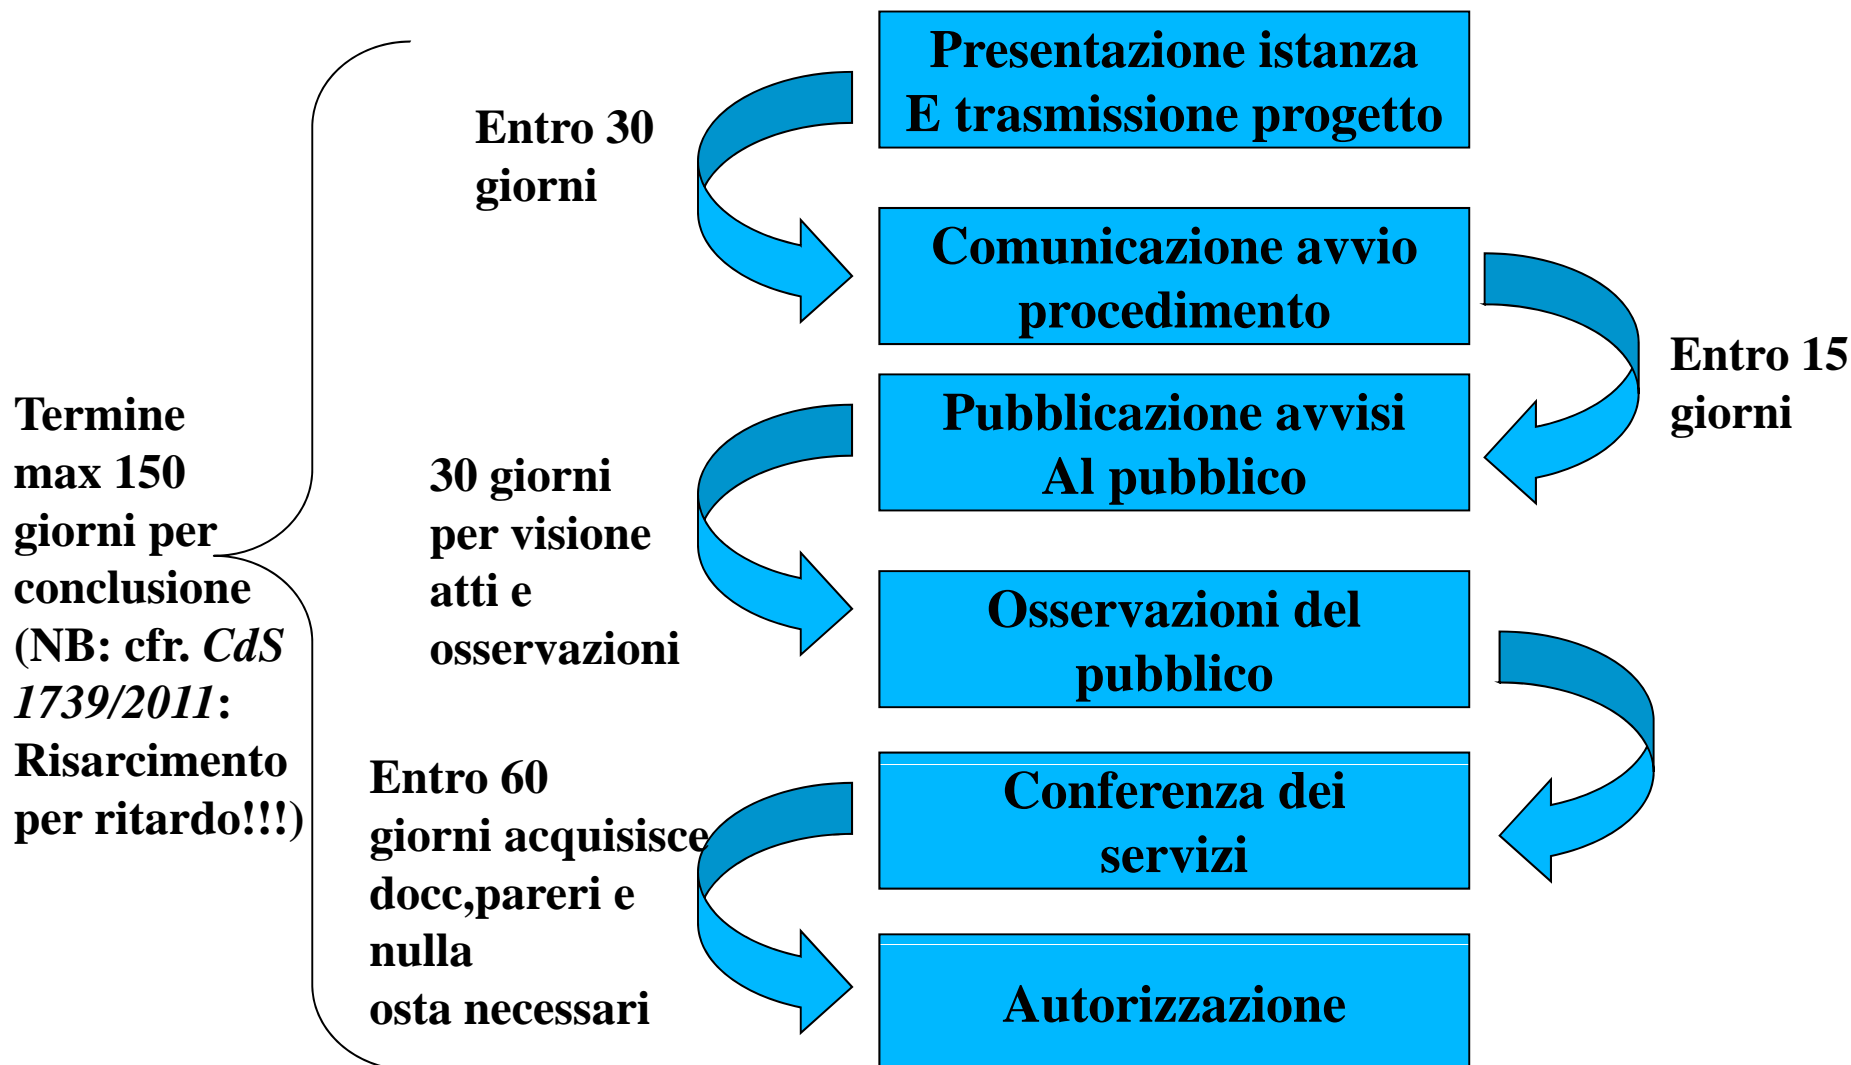 Presentazione istanza
E trasmissione progetto
Entro 30
giorni
Comunicazione avvio
procedimento
Entro 15
giorni
Pubblicazione avvisi
Al pubblico
30 giorni
per visione
atti e
osservazioni
Osservazioni del
pubblico
Conferenza dei
servizi
Entro 60
giorni acquisisce
docc,pareri e
nulla
osta necessari
Autorizzazione
Termine
max 150
giorni per
conclusione
(NB: cfr. CdS
1739/2011:
Risarcimento
per ritardo!!!)